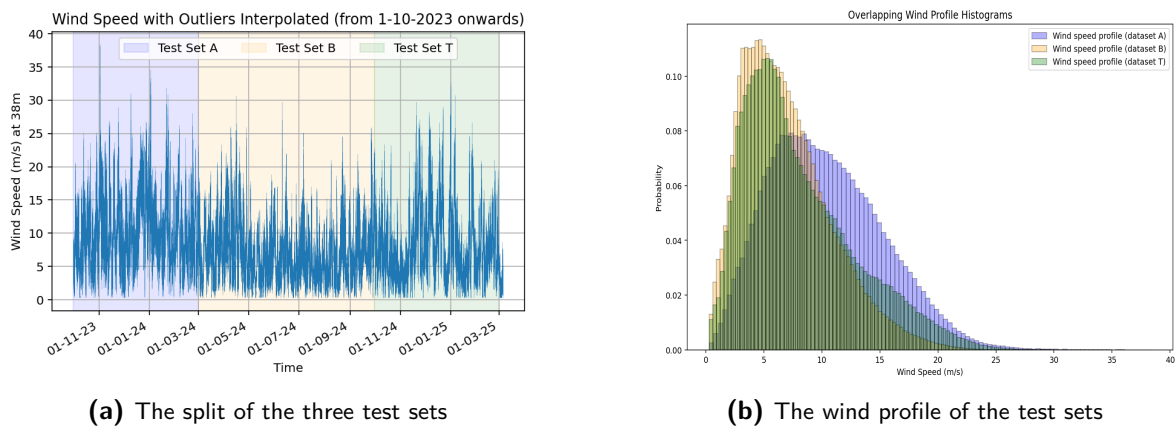 Wind Speed with Outliers Interpolated (from 1-10-2023 onwards)
Test Set A
Test Set B
Test Set T
Wind Speed (m/s) at 38m
40
35
30
25
20
15
10
5
0
01-11-23
01-01-24
01-03-24
01-05-24
01-07-24
01-09-24
01-11-24
01-01-25
01-03-25
Time
(a) The split of the three test sets
Overlapping Wind Profile Histograms
Wind speed profile (dataset A)
Wind speed profile (dataset B)
Wind speed profile (dataset T)
Probability
0.10
0.08
0.06
0.04
0.02
0.00
0
5
10
15
20
25
30
35
40
Wind Speed (m/s)
(b) The wind profile of the test sets